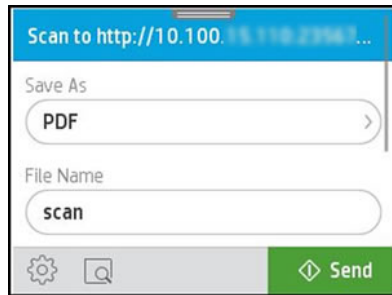 Scan to http://10.100. ...
Save As
PDF
File Name
scan
Send